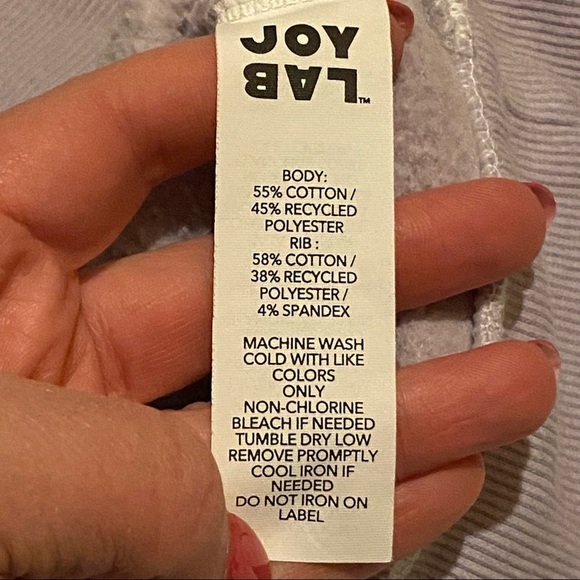 JOY
LAB™
BODY:
55% COTTON /
45% RECYCLED
POLYESTER
RIB :
58% COTTON /
38% RECYCLED
POLYESTER /
4% SPANDEX
MACHINE WASH
COLD WITH LIKE
COLORS
ONLY
NON-CHLORINE
BLEACH IF NEEDED
TUMBLE DRY LOW
REMOVE PROMPTLY
COOL IRON IF
NEEDED
DO NOT IRON ON
LABEL